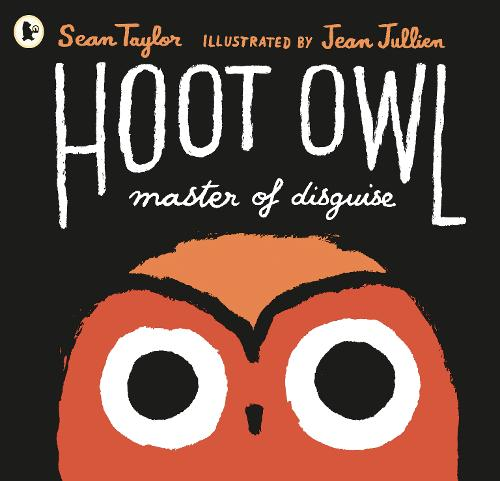 Sean Taylor ILLUSTRATED BY Jean Jullien
HOOT OWL
master of disguise